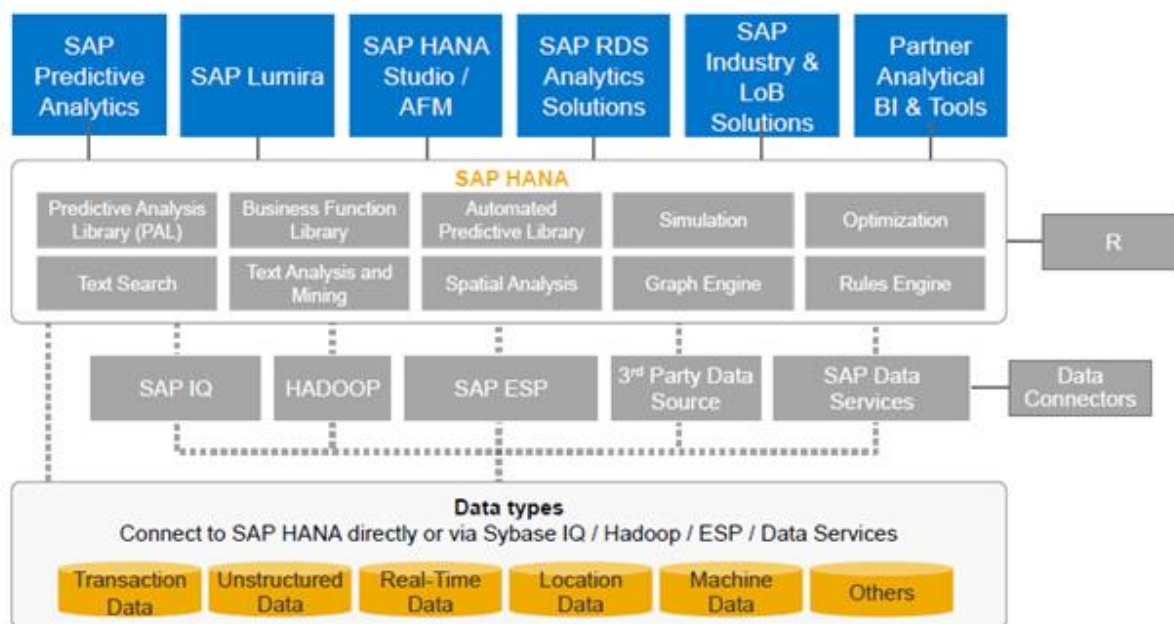 SAP
Predictive
Analytics
SAP Lumira
SAP HANA
Studio /
AFM
SAP RDS
Analytics
Solutions
SAP
Industry &
LoB
Solutions
Partner
Analytical
BI & Tools
SAP HANA
Predictive Analysis
Library (PAL)
Business Function
Library
Automated
Predictive Library
Simulation
Optimization
R
Text Search
Text Analysis and
Mining
Spatial Analysis
Graph Engine
Rules Engine
SAP IQ
HADOOP
SAP ESP
3rd Party Data
Source
SAP Data
Services
Data
Connectors
Data types
Connect to SAP HANA directly or via Sybase IQ / Hadoop / ESP / Data Services
Transaction
Data
Unstructured
Data
Real-Time
Data
Location
Data
Machine
Data
Others